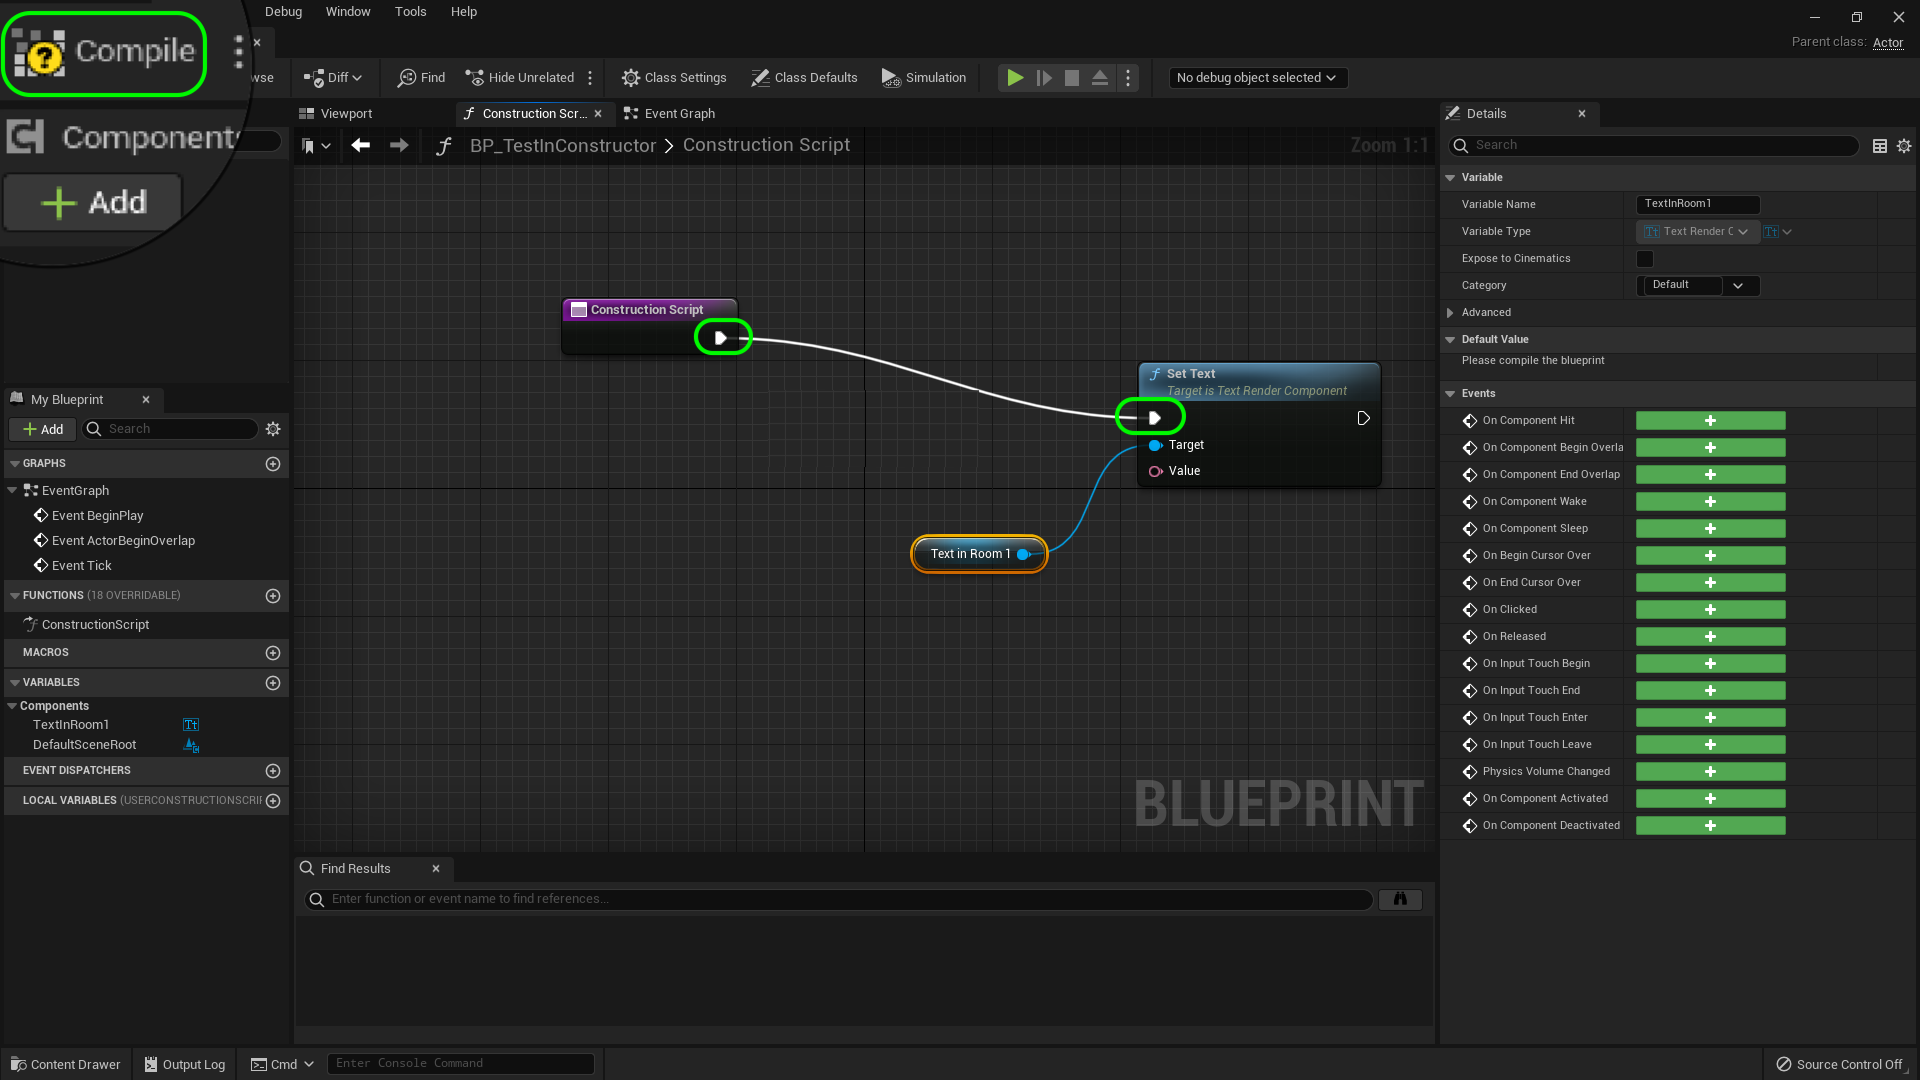 Debug Window Tools Help
Compile
Parent class: Actor
wse Diff Find Hide Unrelated Class Settings Class Defaults Simulation No debug object selected
Components
Add
Viewport Construction Scr... Event Graph
BP_TestInConstructor > Construction Script Zoom 1:1
Construction Script
Set Text
Target is Text Render Component
Target
Value
Text in Room 1
BLUEPRINT
My Blueprint
Add Search
GRAPHS
EventGraph
Event BeginPlay
Event ActorBeginOverlap
Event Tick
FUNCTIONS (18 OVERRIDABLE)
ConstructionScript
MACROS
VARIABLES
Components
TextInRoom1
DefaultSceneRoot
EVENT DISPATCHERS
LOCAL VARIABLES (USERCONSTRUCTIONSCRIP
Find Results
Enter function or event name to find references...
Details
Search
Variable
Variable Name TextInRoom1
Variable Type Text Render C
Expose to Cinematics
Category Default
Advanced
Default Value
Please compile the blueprint
Events
On Component Hit
On Component Begin Overla
On Component End Overlap
On Component Wake
On Component Sleep
On Begin Cursor Over
On End Cursor Over
On Clicked
On Released
On Input Touch Begin
On Input Touch End
On Input Touch Enter
On Input Touch Leave
Physics Volume Changed
On Component Activated
On Component Deactivated
Content Drawer Output Log Cmd Enter Console Command Source Control Off